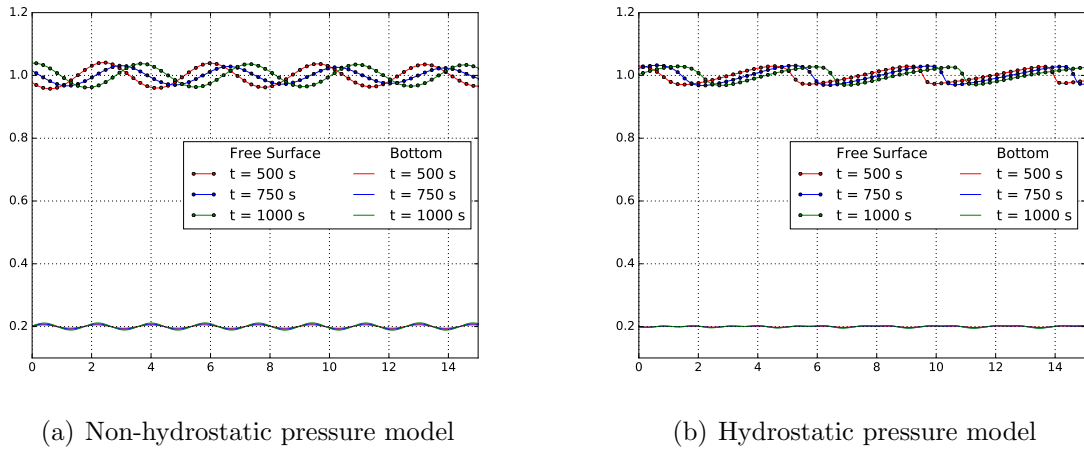 1.2
1.0
0.8
0.6
0.4
0.2
0 2 4 6 8 10 12 14
Free Surface Bottom
t = 500 s t = 500 s
t = 750 s t = 750 s
t = 1000 s t = 1000 s
(a) Non-hydrostatic pressure model
1.2
1.0
0.8
0.6
0.4
0.2
0 2 4 6 8 10 12 14
Free Surface Bottom
t = 500 s t = 500 s
t = 750 s t = 750 s
t = 1000 s t = 1000 s
(b) Hydrostatic pressure model